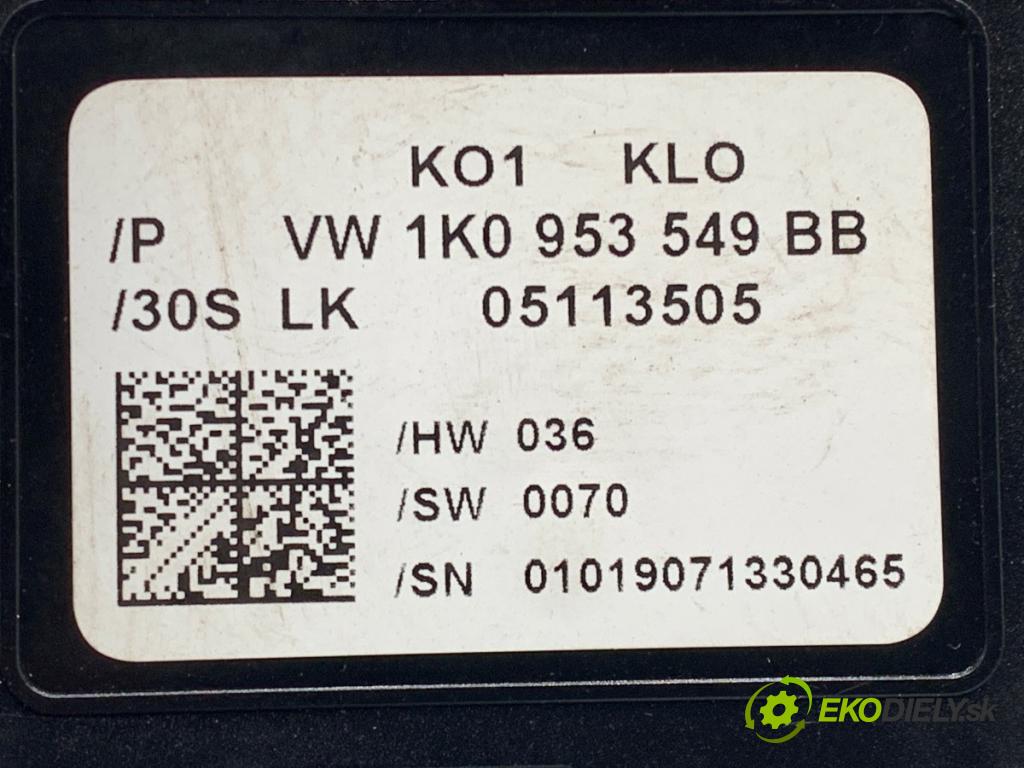 KO1 KLO
/P VW 1K0 953 549 BB
/30S LK 05113505
/HW 036
/SW 0070
/SN 01019071330465
EKODIELY.sk